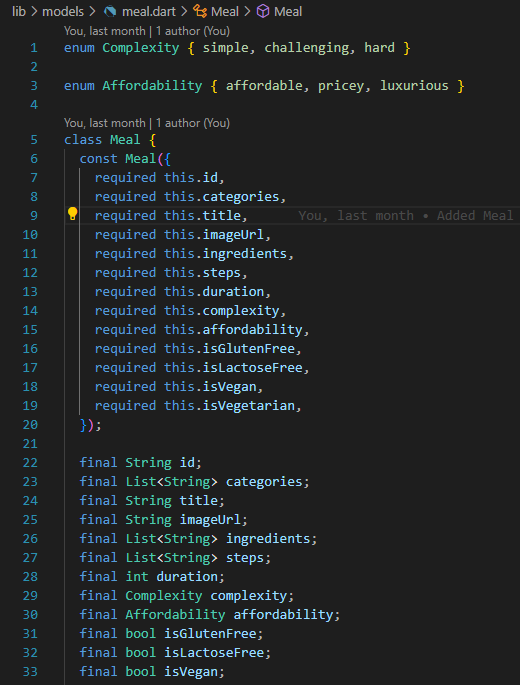 lib > models > meal.dart > Meal > Meal
You, last month | 1 author (You)
1 enum Complexity { simple, challenging, hard }
2
3 enum Affordability { affordable, pricey, luxurious }
4
You, last month | 1 author (You)
5 class Meal {
6 const Meal({
7 required this.id,
8 required this.categories,
9 required this.title, You, last month • Added Meal
10 required this.imageUrl,
11 required this.ingredients,
12 required this.steps,
13 required this.duration,
14 required this.complexity,
15 required this.affordability,
16 required this.isGlutenFree,
17 required this.isLactoseFree,
18 required this.isVegan,
19 required this.isVegetarian,
20 });
21
22 final String id;
23 final List<String> categories;
24 final String title;
25 final String imageUrl;
26 final List<String> ingredients;
27 final List<String> steps;
28 final int duration;
29 final Complexity complexity;
30 final Affordability affordability;
31 final bool isGlutenFree;
32 final bool isLactoseFree;
33 final bool isVegan;